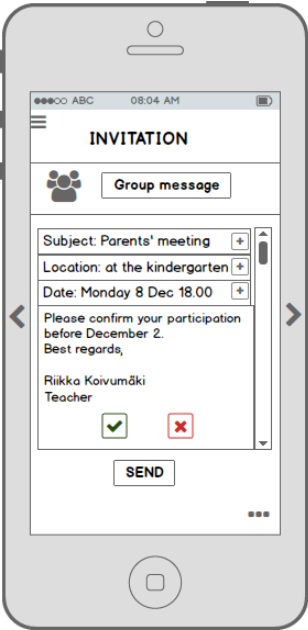 ABC 08:04 AM
INVITATION
Group message
Subject: Parents' meeting
Location: at the kindergarten
Date: Monday 8 Dec 18.00
Please confirm your participation
before December 2.
Best regards,
Riikka Koivumäki
Teacher
SEND